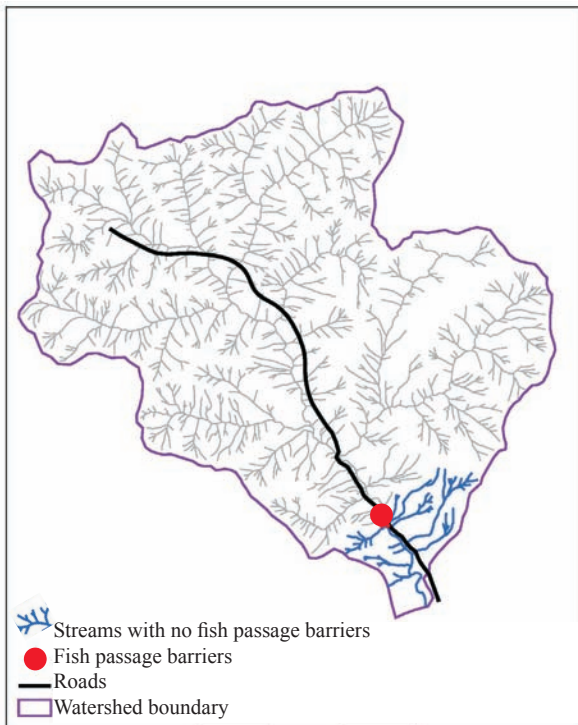 Streams with no fish passage barriers
Fish passage barriers
Roads
Watershed boundary